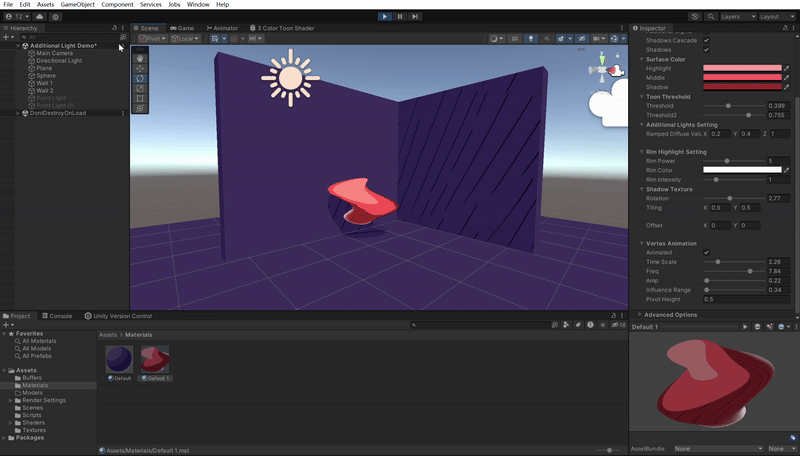 File Edit Assets GameObject Component Services Jobs Window Help
TZ
Layers Layout
Hierarchy
All
Additional Light Demo*
Main Camera
Directional Light
Plane
Sphere
Wall 1
Wall 2
Point Light
Point Light (1)
DontDestroyOnLoad
Scene Game Animator 3 Color Toon Shader
Pivot Local
2D
Inspector
Shadows Cascade
Shadows
Surface Color
Highlight
Middle
Shadow
Toon Threshold
Threshold 0.399
Threshold2 0.755
Additional Lights Setting
Ramped Diffuse Valu X 0.2 Y 0.4 Z 1
Rim Highlight Setting
Rim Power 5
Rim Color
Rim Intensity 1
Shadow Texture
Rotation 2.77
Tiling X 0.5 Y 0.5
Offset X 0 Y 0
Vertex Animation
Animated
Time Scale 2.26
Freq 7.84
Amp 0.22
Influence Range 0.34
Pivot Height 0.5
Advanced Options
Default 1
AssetBundle None None
Project Console Unity Version Control
Favorites
All Materials
All Models
All Prefabs
Assets
Buffers
Materials
Models
Render Settings
Scenes
Scripts
Shaders
Textures
Packages
Assets > Materials
Default
Default 1
Assets/Materials/Default 1.mat